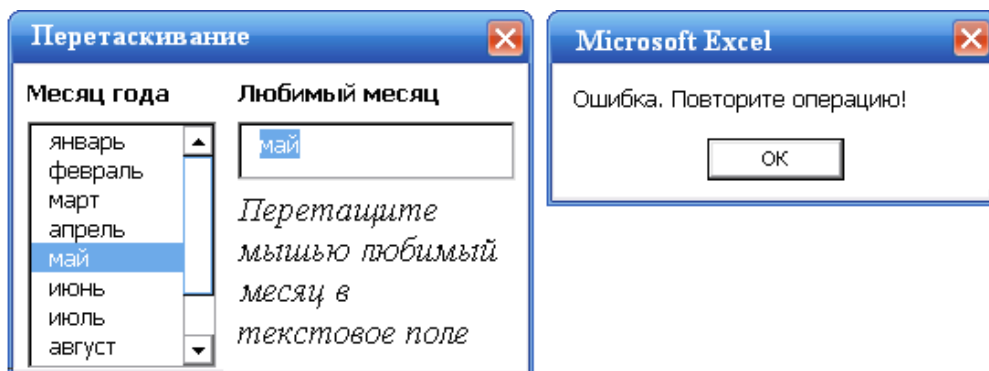 Перетаскивание
Месяц года
январь
февраль
март
апрель
май
июнь
июль
август
Любимый месяц
май
Перетащите
мышью любимый
месяц в
текстовое поле
Microsoft Excel
Ошибка. Повторите операцию!
ОК